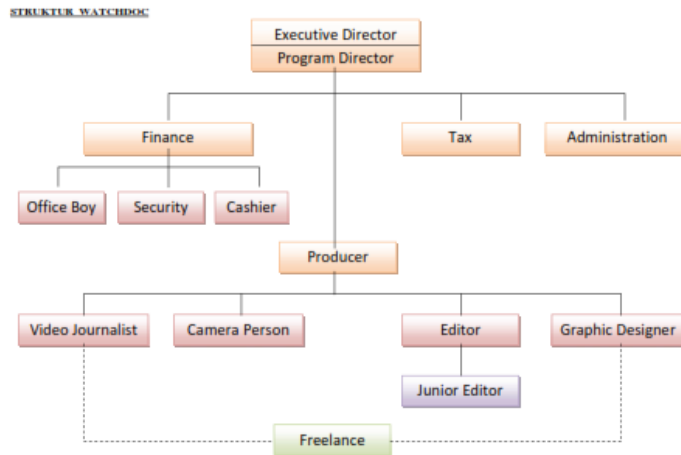 STRUKTUR WATCHDOC
Executive Director
Program Director
Finance
Tax
Administration
Office Boy
Security
Cashier
Producer
Video Journalist
Camera Person
Editor
Graphic Designer
Junior Editor
Freelance